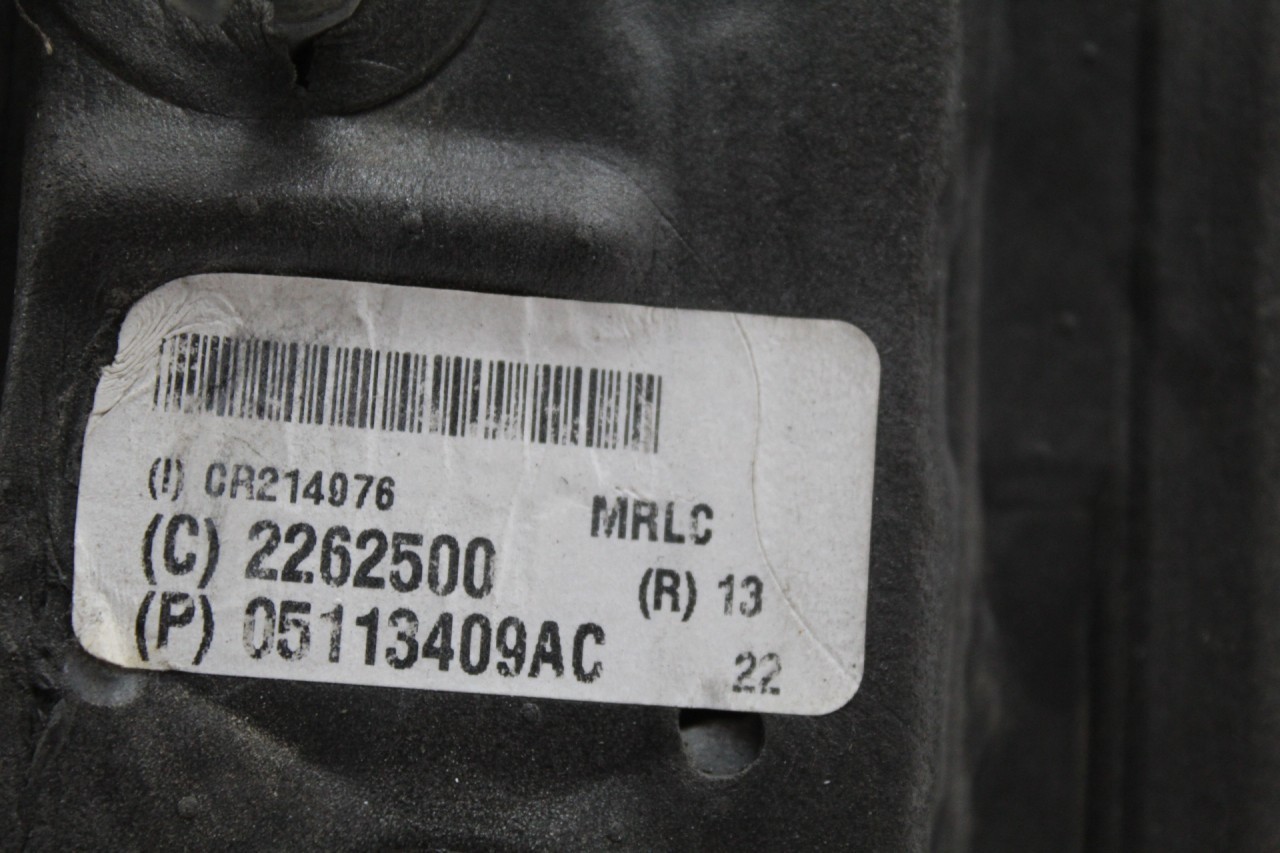 (I) CR214976
MRLC
(C) 2262500
(R) 13
(P) 05113409AC
22